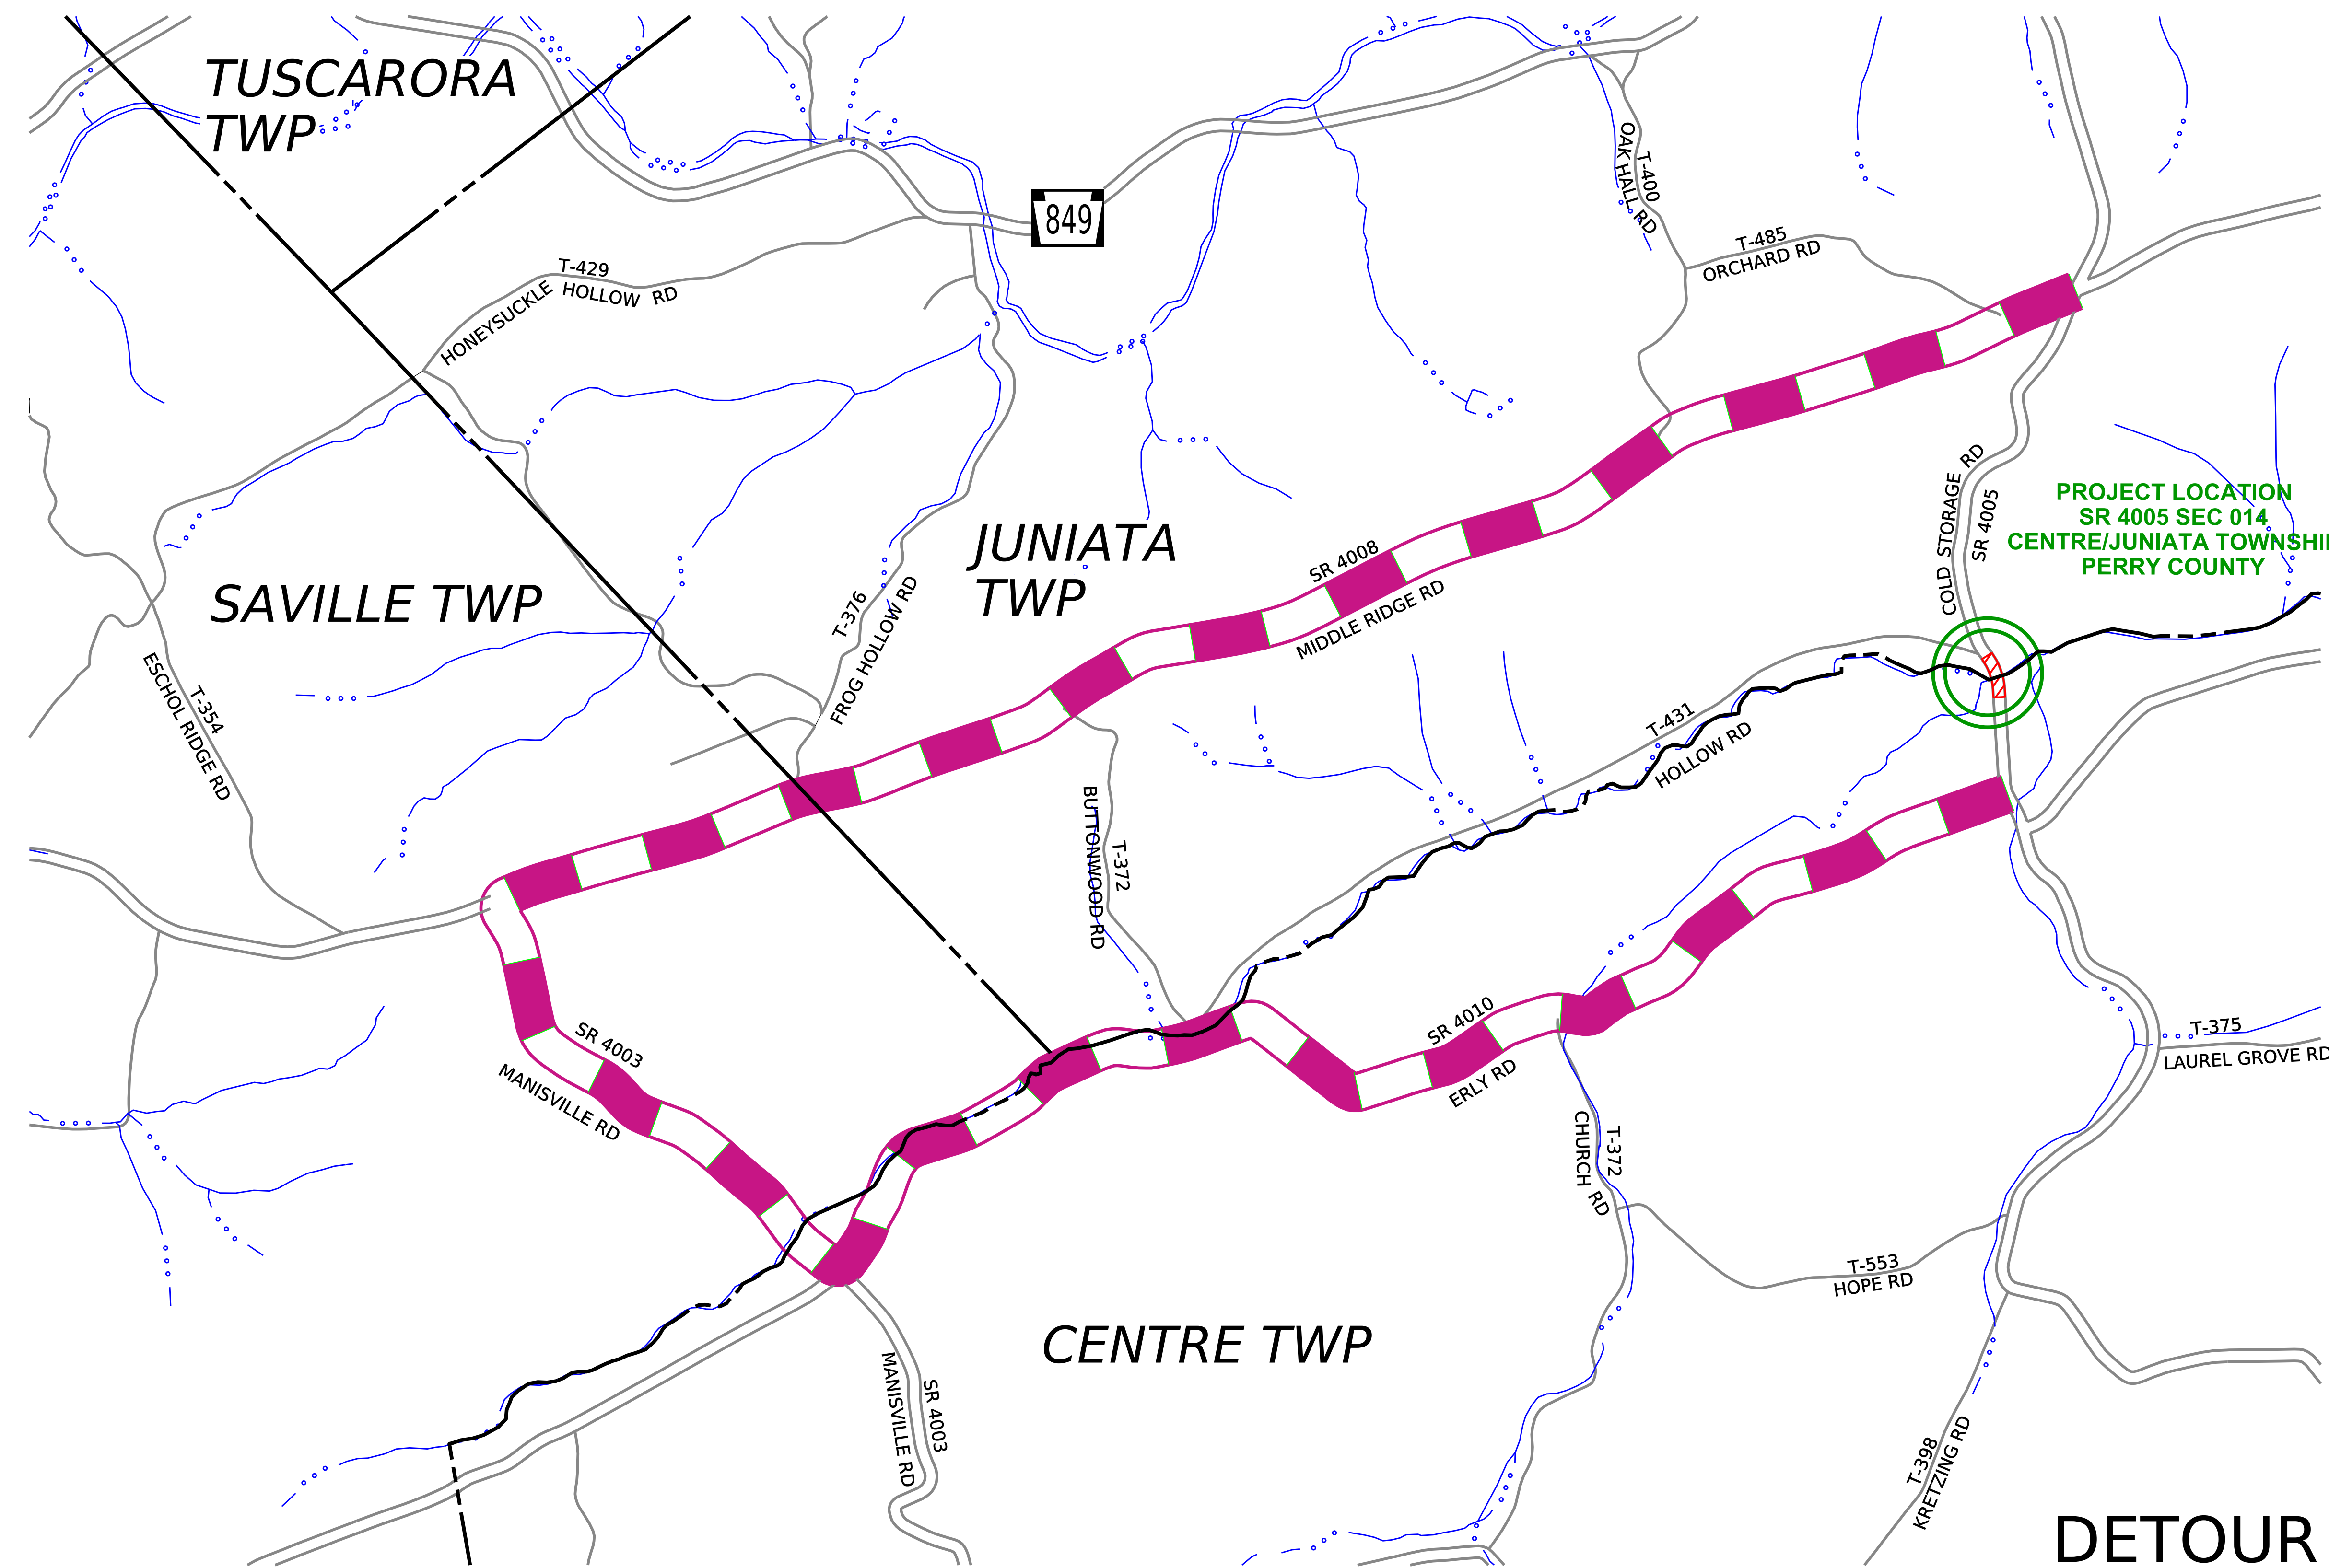 TUSCARORA
TWP
849
T-400
OAK HALL RD
T-485
ORCHARD RD
T-429
HONEYSUCKLE HOLLOW RD
COLD STORAGE RD
SR 4005
PROJECT LOCATION
SR 4005 SEC 014
CENTRE/JUNIATA TOWNSHI
PERRY COUNTY
JUNIATA
TWP
SR 4008
MIDDLE RIDGE RD
SAVILLE TWP
T-376
FROG HOLLOW RD
T-354
ESCHOL RIDGE RD
T-431
HOLLOW RD
BUTTONWOOD RD
T-372
SR 4010
ERLY RD
SR 4003
MANISVILLE RD
T-375
LAUREL GROVE RD
CHURCH RD
T-372
T-553
HOPE RD
CENTRE TWP
MANISVILLE RD
SR 4003
T-398
KRETZING RD
DETOUR